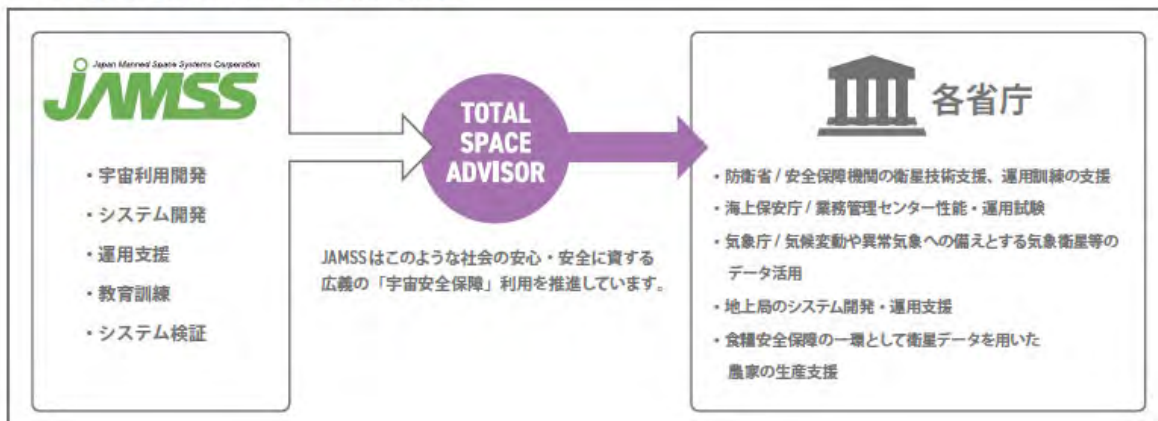 Japan Manned Space Systems Corporation
JAMSS
・宇宙利用開発
・システム開発
・運用支援
・教育訓練
・システム検証
TOTAL
SPACE
ADVISOR
JAMSSはこのような社会の安心・安全に資する
広義の「宇宙安全保障」利用を推進しています。
各省庁
・防衛省 / 安全保障機関の衛星技術支援、運用訓練の支援
・海上保安庁 / 業務管理センター性能・運用試験
・気象庁 / 気候変動や異常気象への備えとする気象衛星等の
データ活用
・地上局のシステム開発・運用支援
・食糧安全保障の一環として衛星データを用いた
農家の生産支援